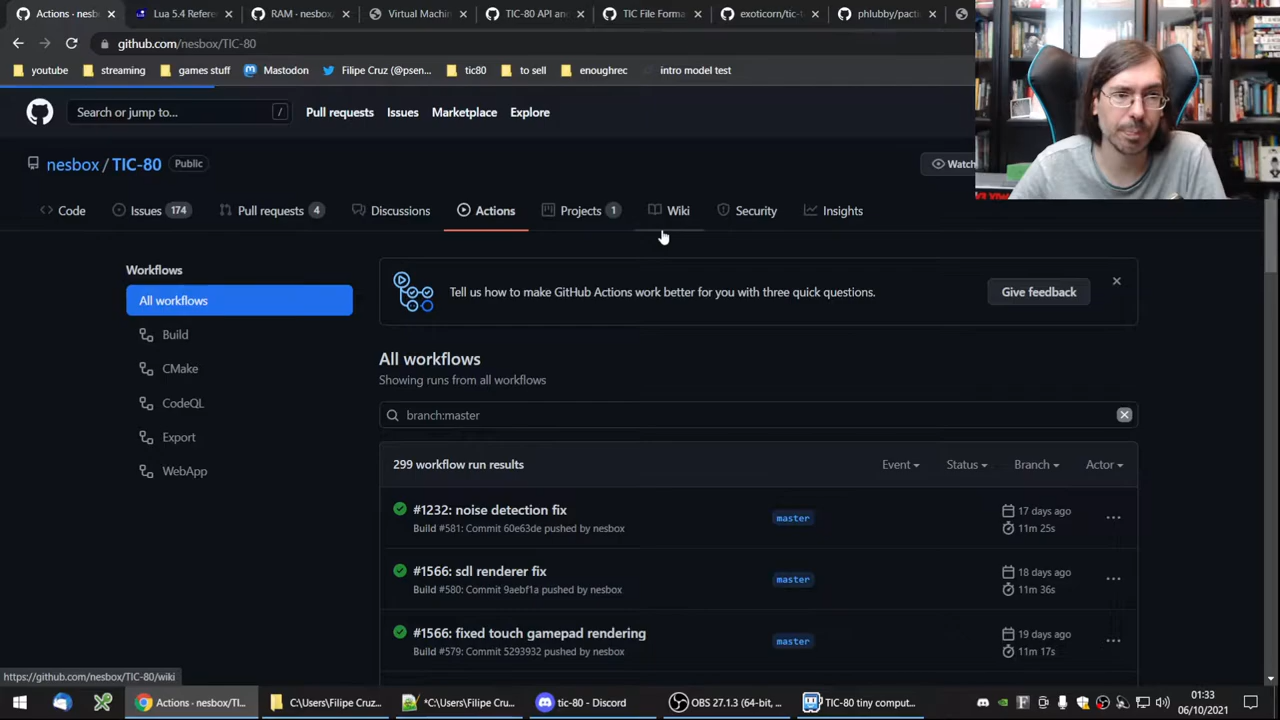 Actions - nesb
Lua 5.4 Refere
RAM - nesbox/
Virtual Machin
TIC-80 API an
TIC File Forma
exoticorn/tic-
phlubby/pacti
github.com/nesbox/TIC-80
youtube
streaming
games stuff
Mastodon
Filipe Cruz (@psen...
tic80
to sell
enoughrec
intro model test
Search or jump to...
/
Pull requests
Issues
Marketplace
Explore
nesbox / TIC-80
Public
Watch
Code
Issues 174
Pull requests 4
Discussions
Actions
Projects 1
Wiki
Security
Insights
Workflows
All workflows
Build
CMake
CodeQL
Export
WebApp
Tell us how to make GitHub Actions work better for you with three quick questions.
Give feedback
All workflows
Showing runs from all workflows
branch:master
299 workflow run results
Event
Status
Branch
Actor
#1232: noise detection fix
Build #581: Commit 60e63de pushed by nesbox
master
17 days ago
11m 25s
#1566: sdl renderer fix
Build #580: Commit 9aebf1a pushed by nesbox
master
18 days ago
11m 36s
#1566: fixed touch gamepad rendering
Build #579: Commit 5293932 pushed by nesbox
master
19 days ago
11m 17s
https://github.com/nesbox/TIC-80/wiki
Actions · nesbox/TI...
C:\Users\Filipe Cruz...
*C:\Users\Filipe Cru...
tic-80 - Discord
OBS 27.1.3 (64-bit, ...
TIC-80 tiny comput...
01:33
06/10/2021